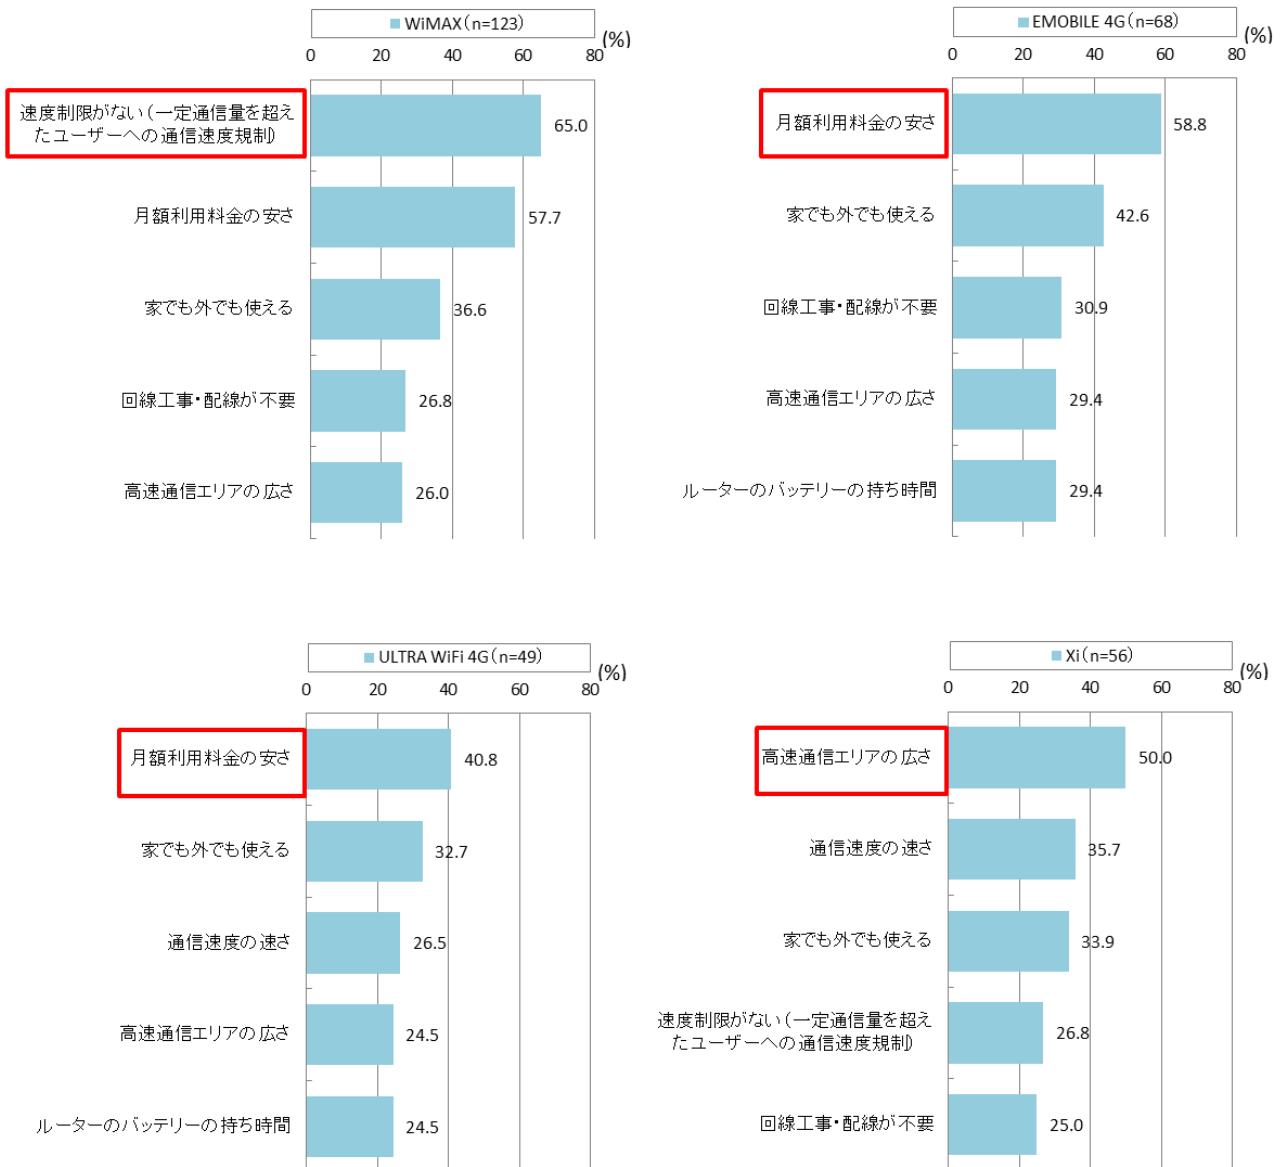 WiMAX(n=123)
0 20 40 60 80 (%)
速度制限がない(一定通信量を超え
たユーザーへの通信速度規制) 65.0
月額利用料金の安さ 57.7
家でも外でも使える 36.6
回線工事・配線が不要 26.8
高速通信エリアの広さ 26.0
EMOBILE 4G(n=68)
0 20 40 60 80 (%)
月額利用料金の安さ 58.8
家でも外でも使える 42.6
回線工事・配線が不要 30.9
高速通信エリアの広さ 29.4
ルーターのバッテリーの持ち時間 29.4
ULTRA WiFi 4G(n=49)
0 20 40 60 80 (%)
月額利用料金の安さ 40.8
家でも外でも使える 32.7
通信速度の速さ 26.5
高速通信エリアの広さ 24.5
ルーターのバッテリーの持ち時間 24.5
Xi(n=56)
0 20 40 60 80 (%)
高速通信エリアの広さ 50.0
通信速度の速さ 35.7
家でも外でも使える 33.9
速度制限がない(一定通信量を超え
たユーザーへの通信速度規制) 26.8
回線工事・配線が不要 25.0